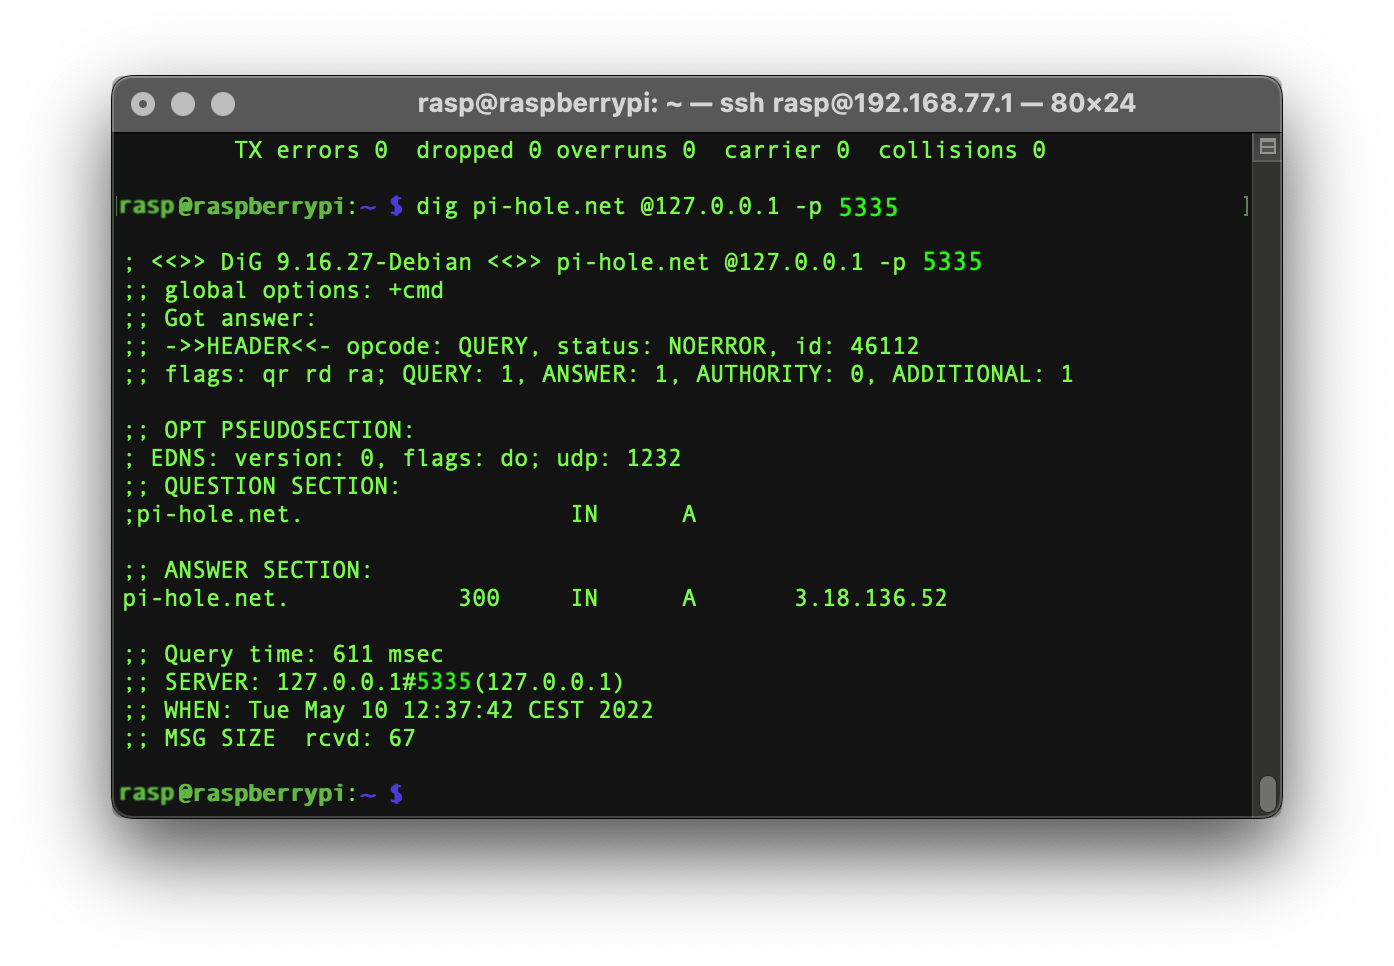 rasp@raspberrypi: ~ — ssh rasp@192.168.77.1 — 80×24
TX errors 0  dropped 0 overruns 0  carrier 0  collisions 0
[rasp@raspberrypi:~ $ dig pi-hole.net @127.0.0.1 -p 5335 ]
; <<>> DiG 9.16.27-Debian <<>> pi-hole.net @127.0.0.1 -p 5335
;; global options: +cmd
;; Got answer:
;; ->>HEADER<<- opcode: QUERY, status: NOERROR, id: 46112
;; flags: qr rd ra; QUERY: 1, ANSWER: 1, AUTHORITY: 0, ADDITIONAL: 1
;; OPT PSEUDOSECTION:
; EDNS: version: 0, flags: do; udp: 1232
;; QUESTION SECTION:
;pi-hole.net. IN A
;; ANSWER SECTION:
pi-hole.net. 300 IN A 3.18.136.52
;; Query time: 611 msec
;; SERVER: 127.0.0.1#5335(127.0.0.1)
;; WHEN: Tue May 10 12:37:42 CEST 2022
;; MSG SIZE  rcvd: 67
rasp@raspberrypi:~ $